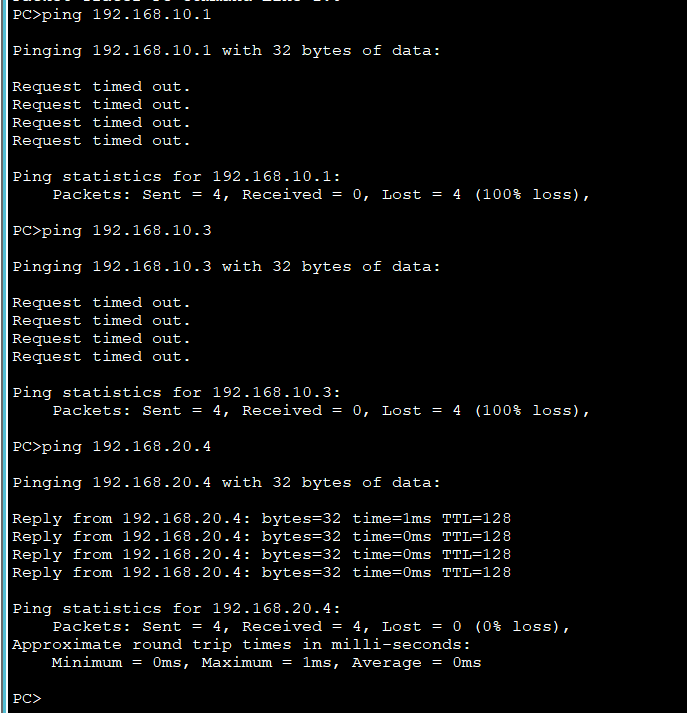 PC>ping 192.168.10.1
Pinging 192.168.10.1 with 32 bytes of data:
Request timed out.
Request timed out.
Request timed out.
Request timed out.
Ping statistics for 192.168.10.1:
Packets: Sent = 4, Received = 0, Lost = 4 (100% loss),
PC>ping 192.168.10.3
Pinging 192.168.10.3 with 32 bytes of data:
Request timed out.
Request timed out.
Request timed out.
Request timed out.
Ping statistics for 192.168.10.3:
Packets: Sent = 4, Received = 0, Lost = 4 (100% loss),
PC>ping 192.168.20.4
Pinging 192.168.20.4 with 32 bytes of data:
Reply from 192.168.20.4: bytes=32 time=1ms TTL=128
Reply from 192.168.20.4: bytes=32 time=0ms TTL=128
Reply from 192.168.20.4: bytes=32 time=0ms TTL=128
Reply from 192.168.20.4: bytes=32 time=0ms TTL=128
Ping statistics for 192.168.20.4:
Packets: Sent = 4, Received = 4, Lost = 0 (0% loss),
Approximate round trip times in milli-seconds:
Minimum = 0ms, Maximum = 1ms, Average = 0ms
PC>